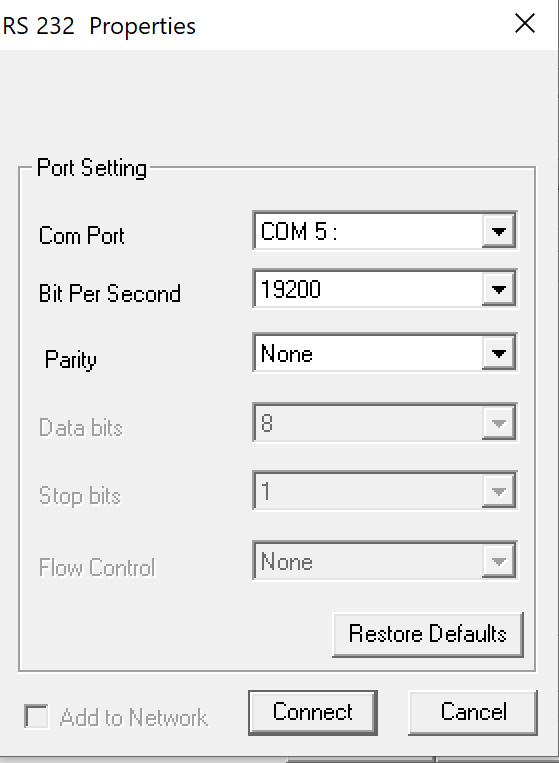 RS 232  Properties
Port Setting
Com Port COM 5 :
Bit Per Second 19200
Parity None
Data bits 8
Stop bits 1
Flow Control None
Restore Defaults
Add to Network Connect Cancel